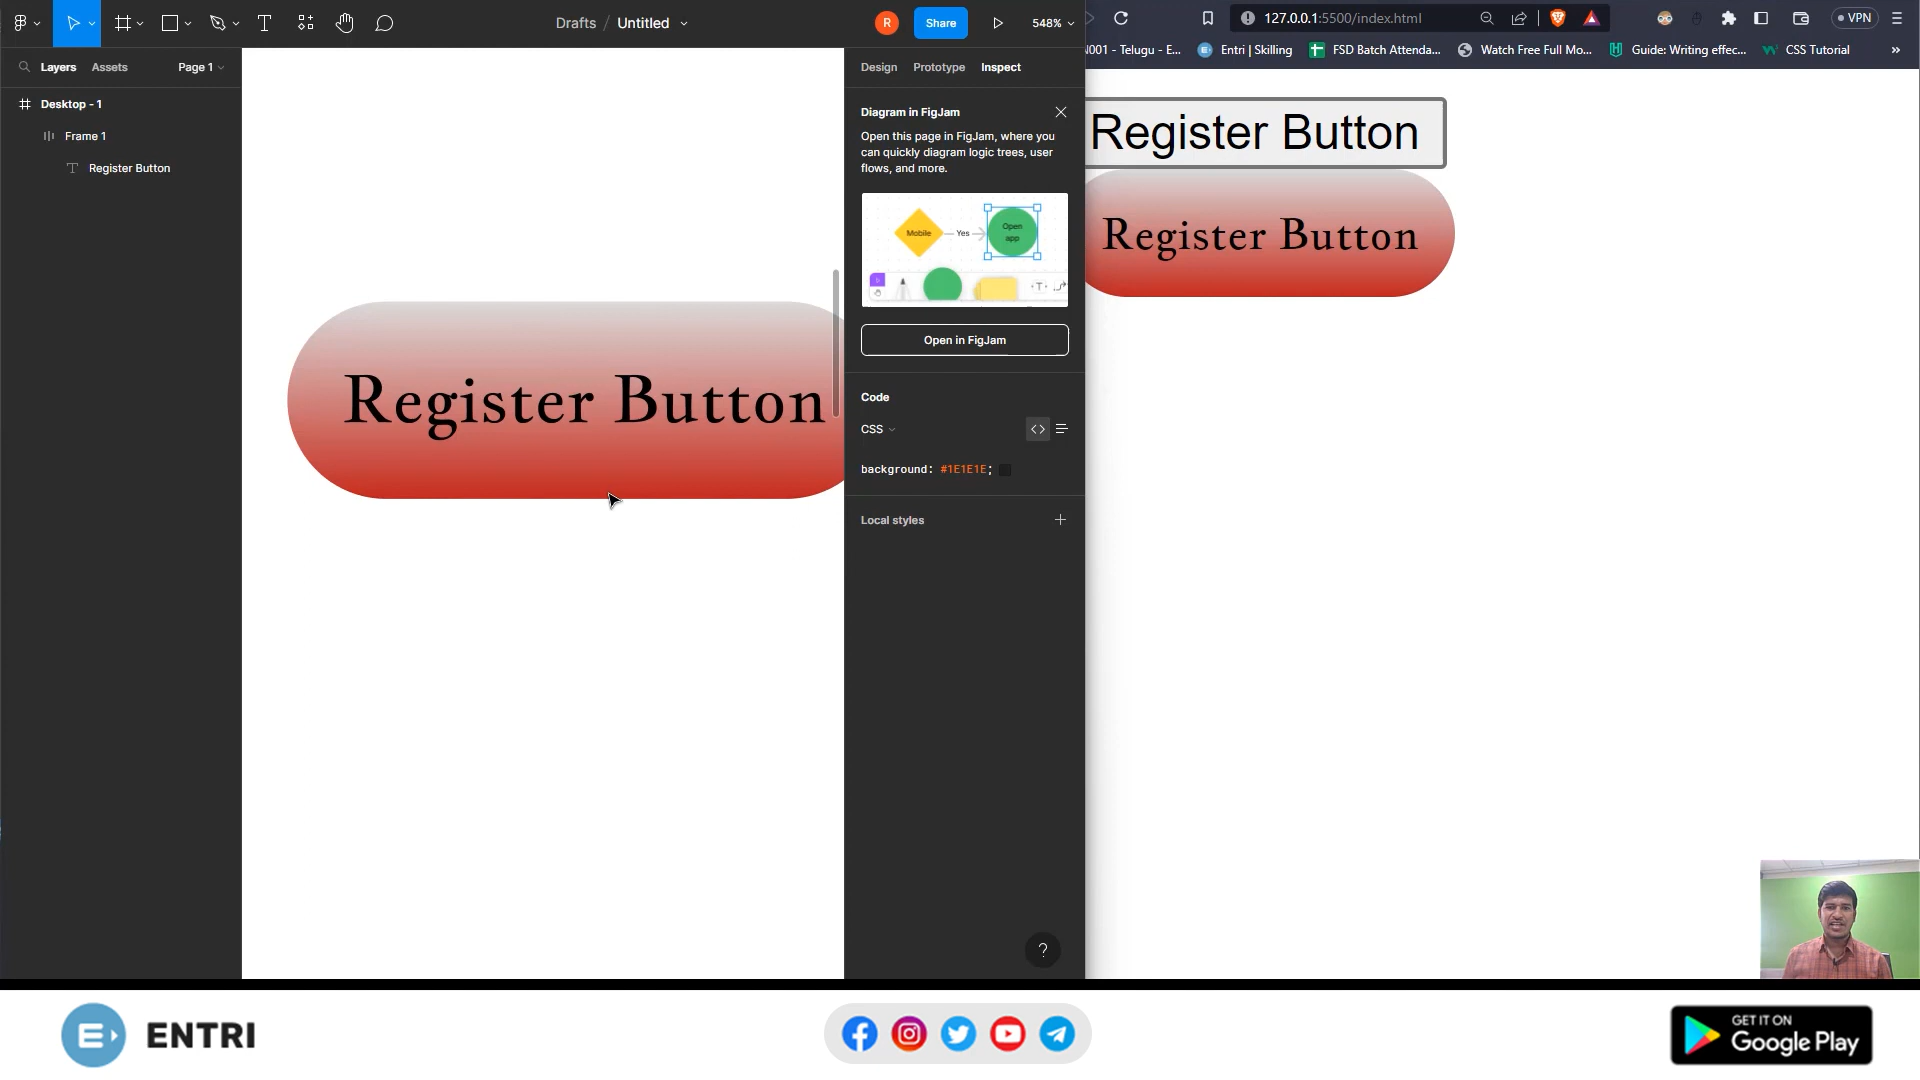 Drafts / Untitled
R
Share
548%
127.0.0.1:5500/index.html
VPN
N001 - Telugu - E...
Entri | Skilling
FSD Batch Attenda...
Watch Free Full Mo...
Guide: Writing effec...
CSS Tutorial
»
Layers
Assets
Page 1
Design
Prototype
Inspect
Desktop - 1
Frame 1
Register Button
Diagram in FigJam
Open this page in FigJam, where you
can quickly diagram logic trees, user
flows, and more.
Mobile
Yes
Open
app
T
Open in FigJam
Code
CSS
background: #1E1E1E;
Local styles
?
Register Button
Register Button
Register Button
E
ENTRI
GET IT ON
Google Play